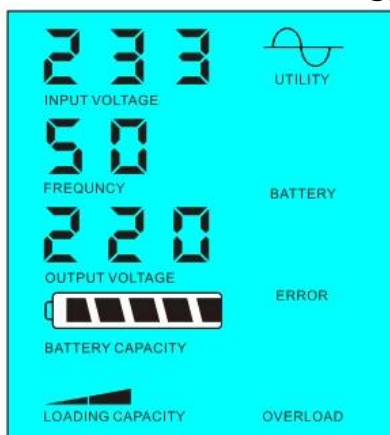 233
INPUT VOLTAGE
UTILITY
50
FREQUNCY
BATTERY
220
OUTPUT VOLTAGE
ERROR
BATTERY CAPACITY
LOADING CAPACITY
OVERLOAD